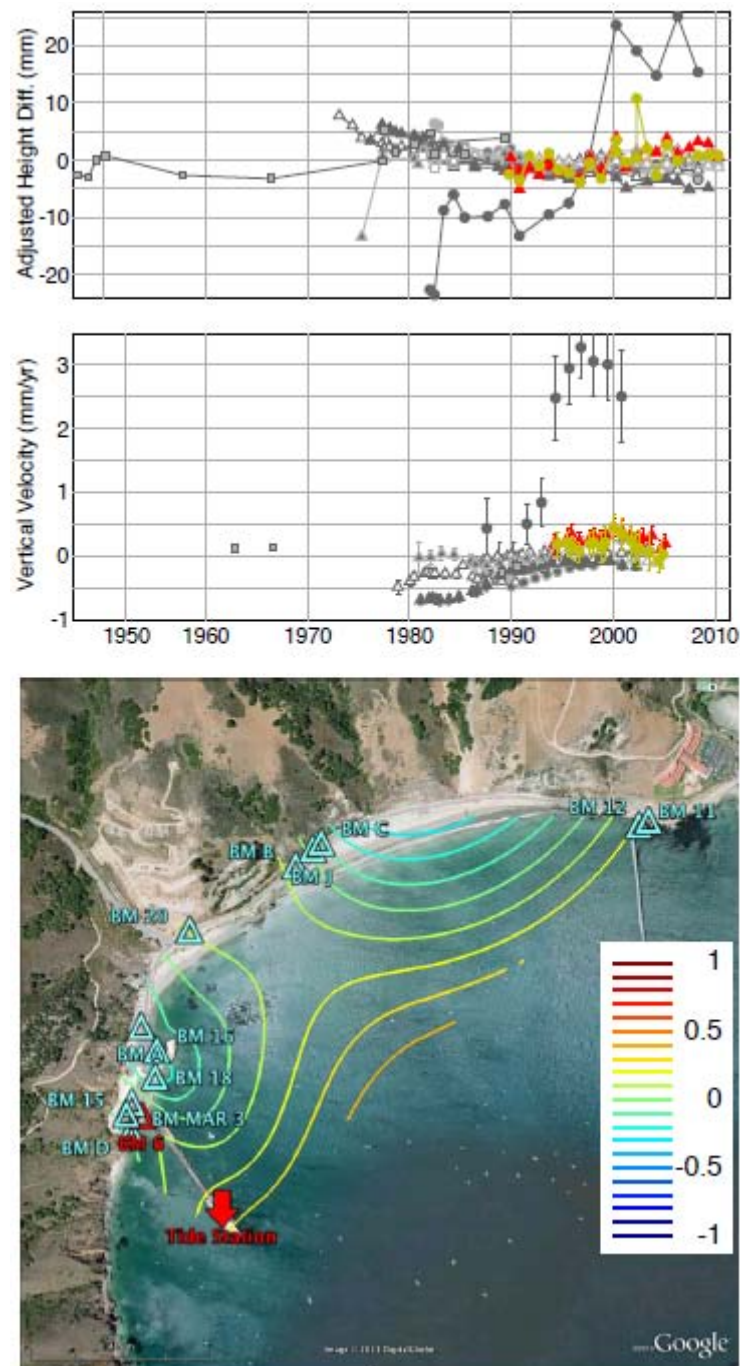 Adjusted Height Diff. (mm)
20
10
0
-10
-20
Vertical Velocity (mm/yr)
3
2
1
0
-1
1950 1960 1970 1980 1990 2000 2010
BM 12
BM 11
BM C
BM B
BM J
BM 20
BM 16
BM A
BM 18
BM 15
BM MAR 3
BM D
BM 6
Tide Station
1
0.5
0
-0.5
-1
Image © 2013 DigitalGlobe
Google